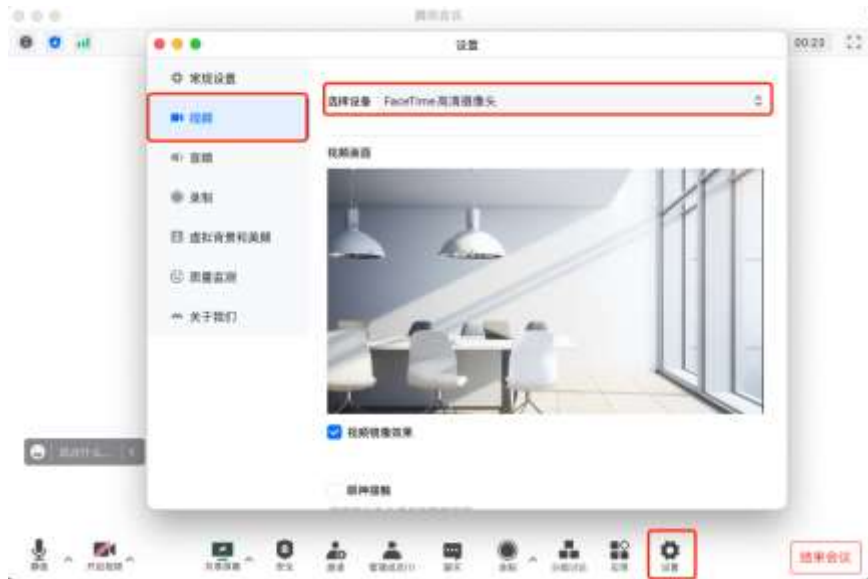 腾讯会议
00:23
设置
常规设置
选择设备 FaceTime高清摄像头
视频
视频画面
音频
录制
虚拟背景和美颜
质量监测
关于我们
视频镜像效果
说点什么...
眼神接触
静音
开启视频
共享屏幕
安全
邀请
管理成员(1)
聊天
录制
分组讨论
应用
设置
结束会议